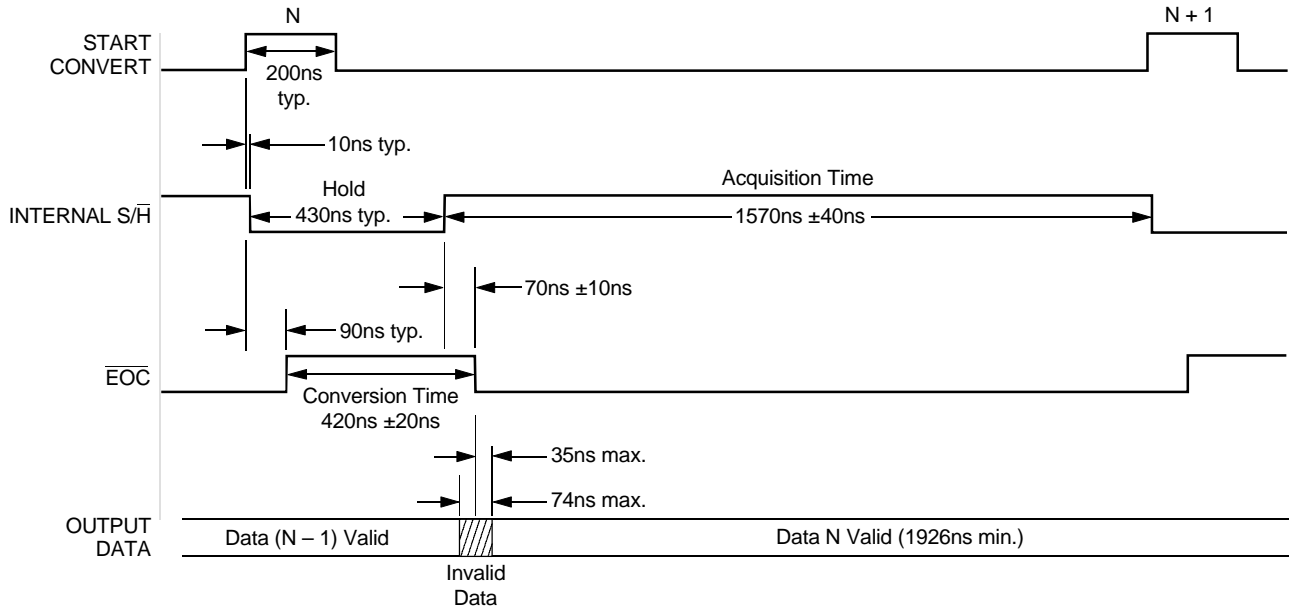 N
N + 1
START
CONVERT
200ns
typ.
10ns typ.
Hold
Acquisition Time
INTERNAL S/H̅
430ns typ.
1570ns ±40ns
70ns ±10ns
90ns typ.
E̅O̅C̅
Conversion Time
420ns ±20ns
35ns max.
74ns max.
OUTPUT
DATA
Data (N – 1) Valid
Data N Valid (1926ns min.)
Invalid
Data